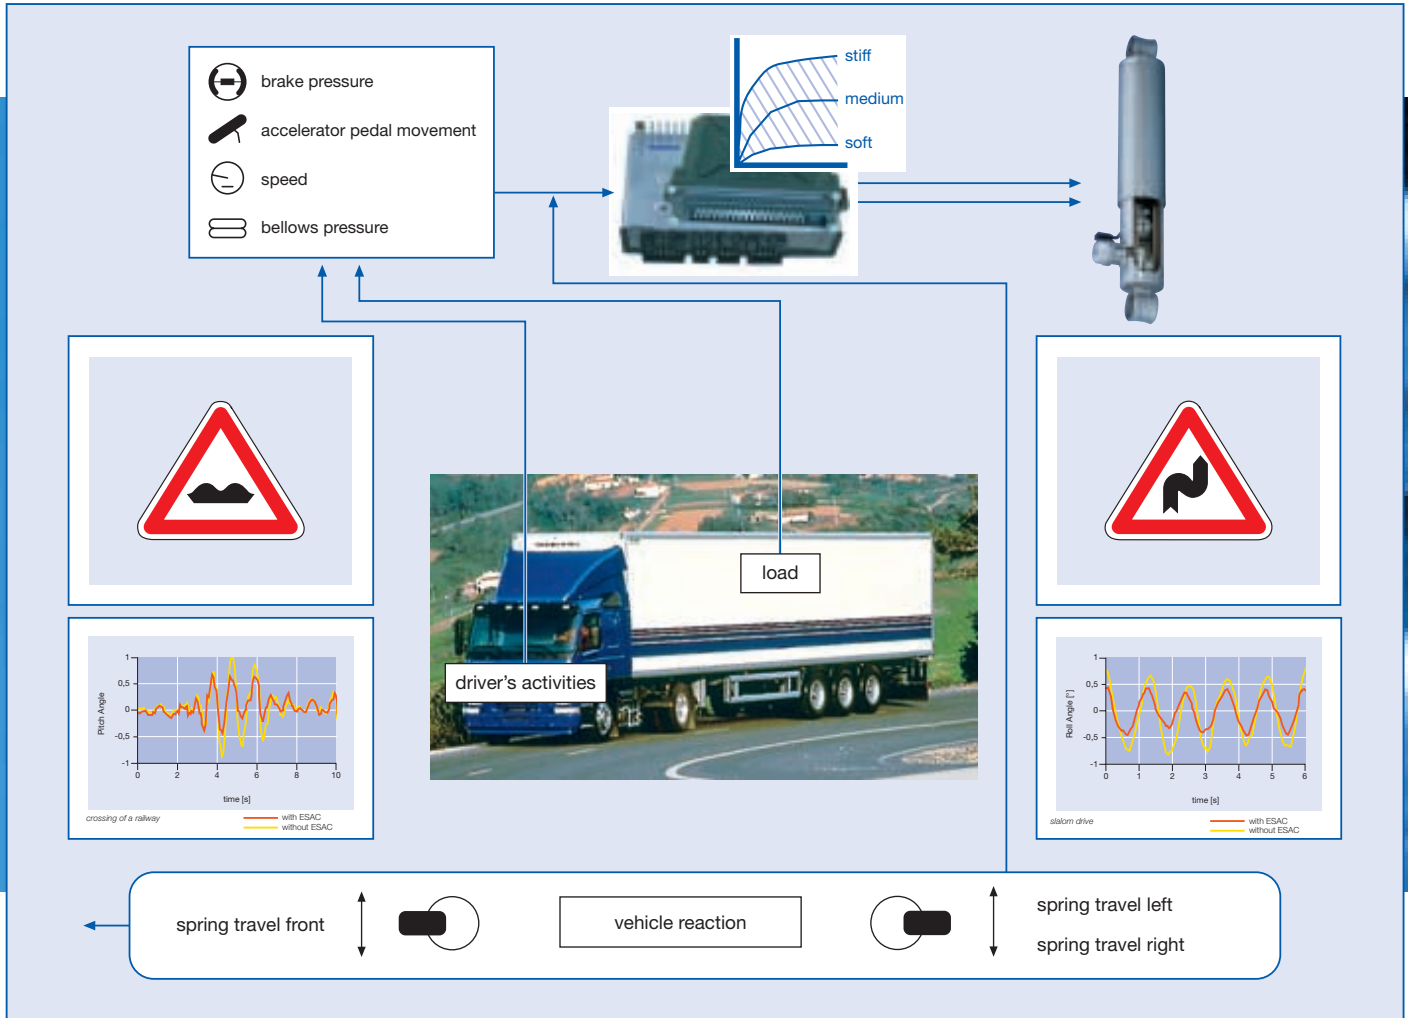 brake pressure
accelerator pedal movement
speed
bellows pressure
stiff
medium
soft
load
driver's activities
Pitch Angle
1
0,5
0
-0,5
-1
0 2 4 6 8 10
time [s]
crossing of a railway
with ESAC
without ESAC
Roll Angle [°]
1
0,5
0
-0,5
-1
0 1 2 3 4 5 6
time [s]
slalom drive
with ESAC
without ESAC
spring travel front
vehicle reaction
spring travel left
spring travel right